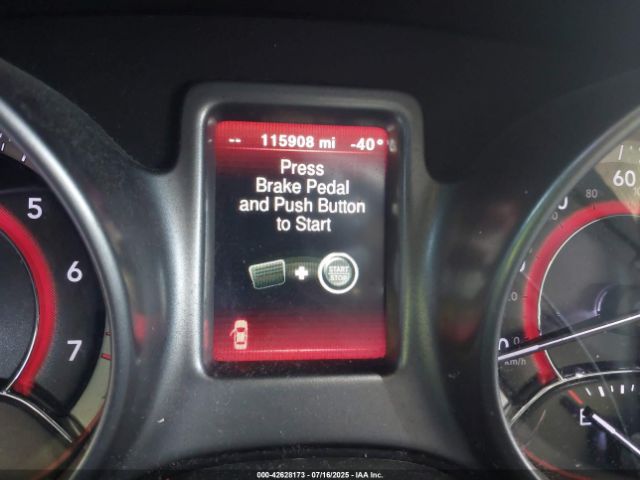 -- 115908 mi -40°
Press
Brake Pedal
and Push Button
to Start
START
STOP
5
6
7
60
80
km/h
E
000-42628173 | 07/16/2025 - IAA Inc.